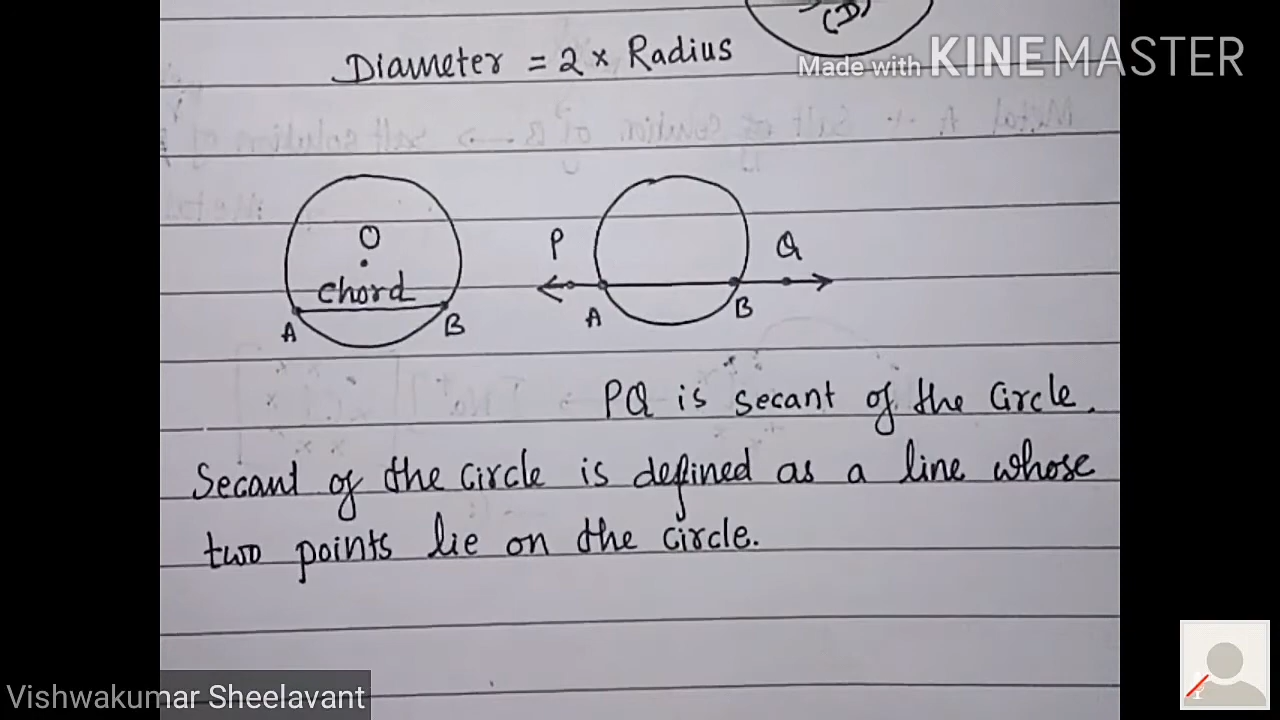 (D)
Made with KINEMASTER
Diameter = 2 × Radius
O
chord
A
B
P
Q
A
B
PQ is secant of the circle.
Secant of the circle is defined as a line whose
two points lie on the circle.
Vishwakumar Sheelavant